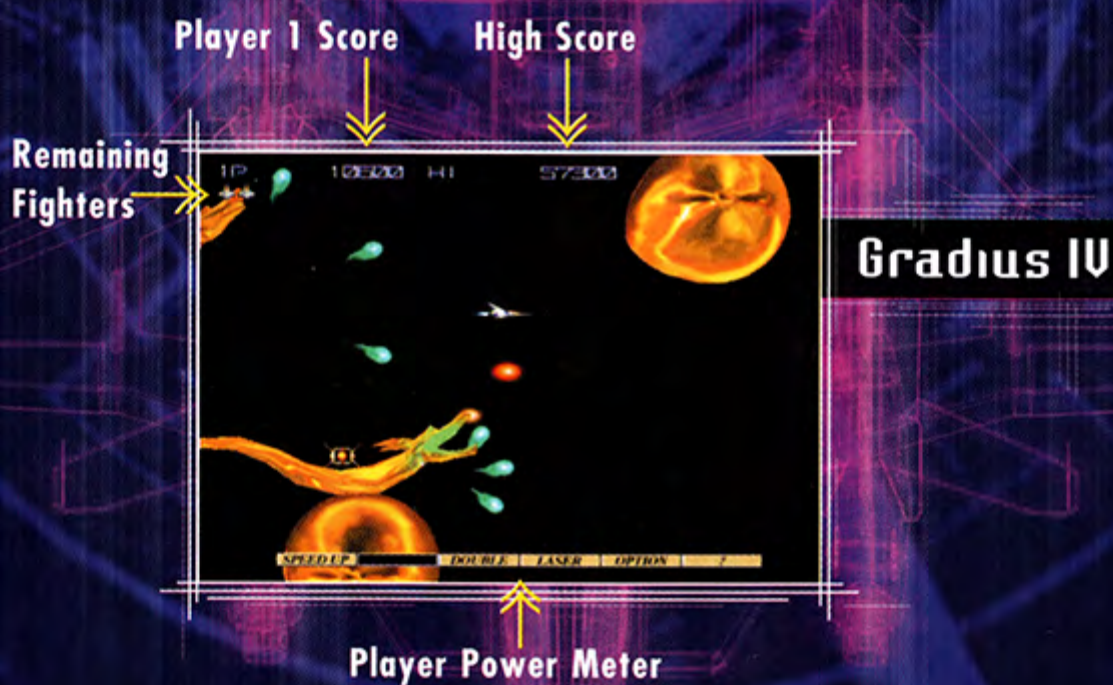 Player 1 Score
High Score
Remaining
Fighters
1P 10600 HI 57300
Gradius IV
SPEED UP DOUBLE LASER OPTION ?
Player Power Meter